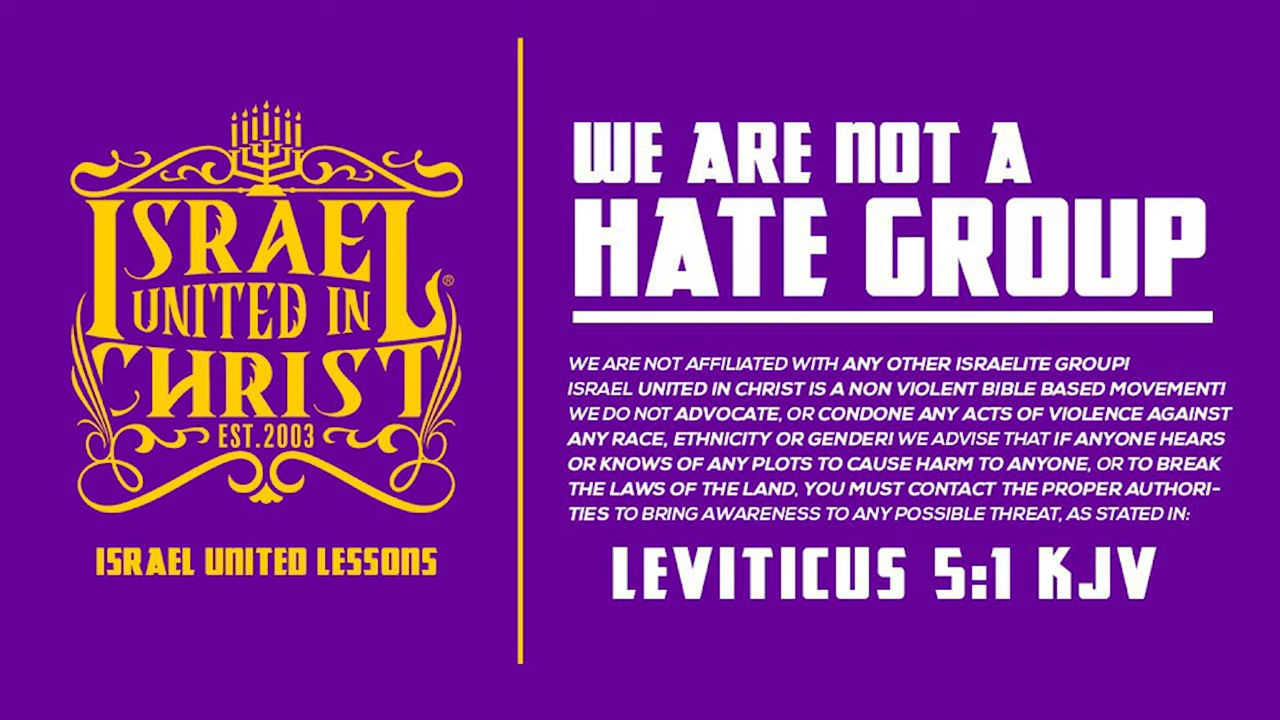 ISRAEL
UNITED IN
CHRIST
EST.2003
ISRAEL UNITED LESSONS
WE ARE NOT A
HATE GROUP
WE ARE NOT AFFILIATED WITH ANY OTHER ISRAELITE GROUP!
ISRAEL UNITED IN CHRIST IS A NON VIOLENT BIBLE BASED MOVEMENT!
WE DO NOT ADVOCATE, OR CONDONE ANY ACTS OF VIOLENCE AGAINST
ANY RACE, ETHNICITY OR GENDER! WE ADVISE THAT IF ANYONE HEARS
OR KNOWS OF ANY PLOTS TO CAUSE HARM TO ANYONE, OR TO BREAK
THE LAWS OF THE LAND, YOU MUST CONTACT THE PROPER AUTHORI-
TIES TO BRING AWARENESS TO ANY POSSIBLE THREAT, AS STATED IN:
LEVITICUS 5:1 KJV